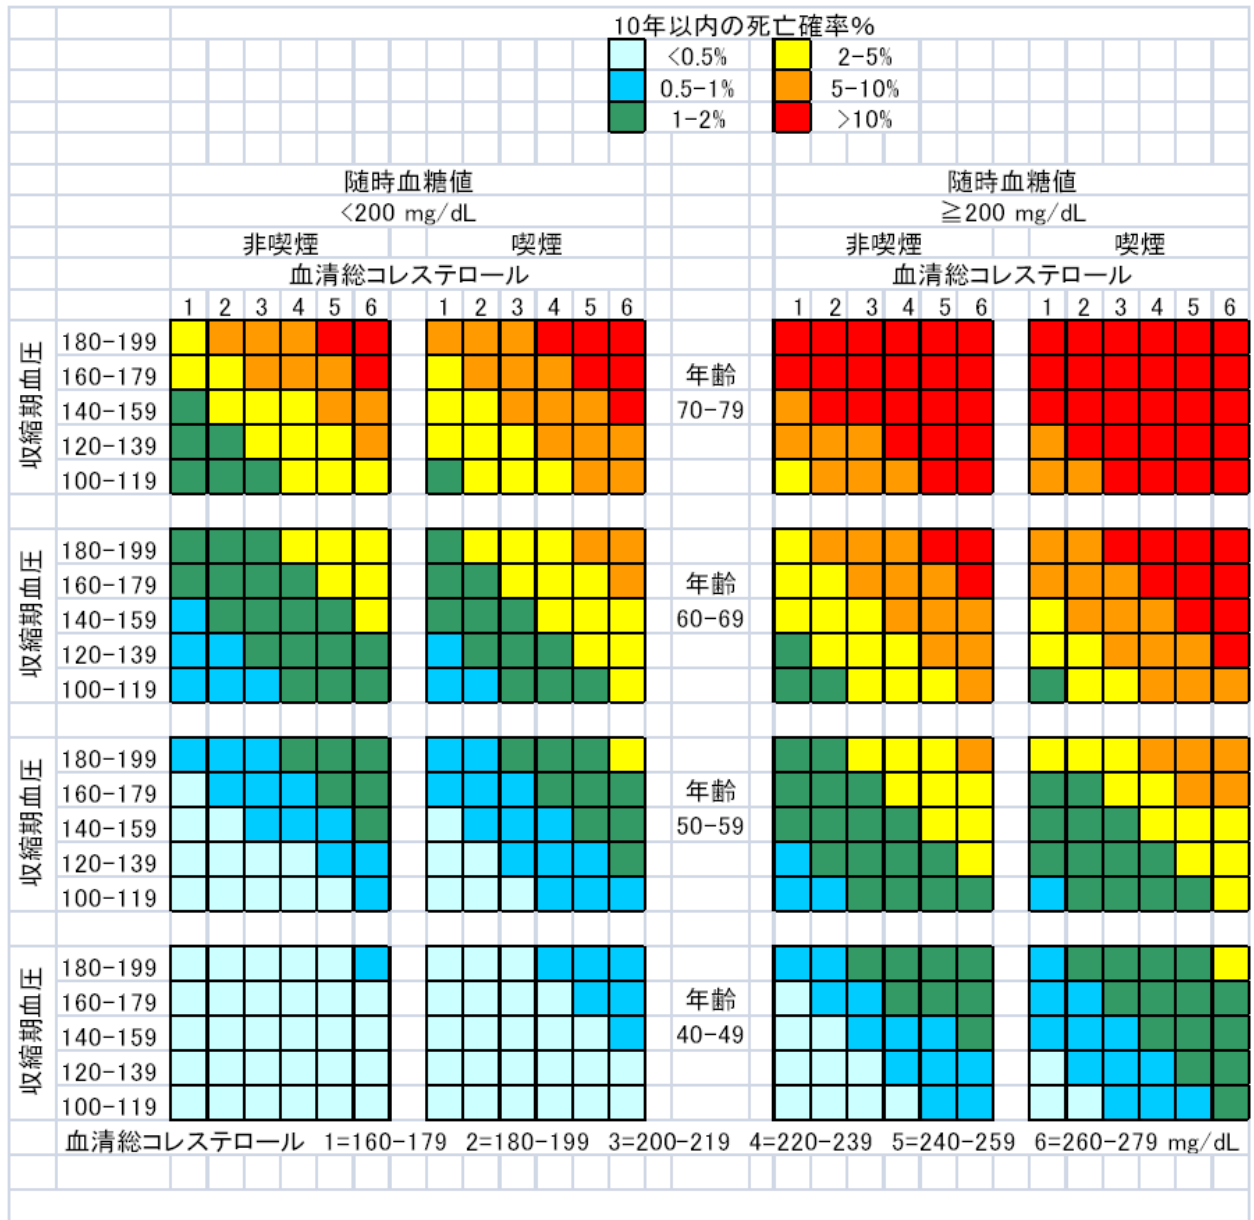 10年以内の死亡確率%
<0.5% 2-5%
0.5-1% 5-10%
1-2% >10%
随時血糖値 随時血糖値
<200 mg/dL ≧200 mg/dL
非喫煙 喫煙 非喫煙 喫煙
血清総コレステロール 血清総コレステロール
1 2 3 4 5 6 1 2 3 4 5 6 1 2 3 4 5 6 1 2 3 4 5 6
収縮期血圧
180-199
160-179 年齢
140-159 70-79
120-139
100-119
収縮期血圧
180-199
160-179 年齢
140-159 60-69
120-139
100-119
収縮期血圧
180-199
160-179 年齢
140-159 50-59
120-139
100-119
収縮期血圧
180-199
160-179 年齢
140-159 40-49
120-139
100-119
血清総コレステロール 1=160-179 2=180-199 3=200-219 4=220-239 5=240-259 6=260-279 mg/dL